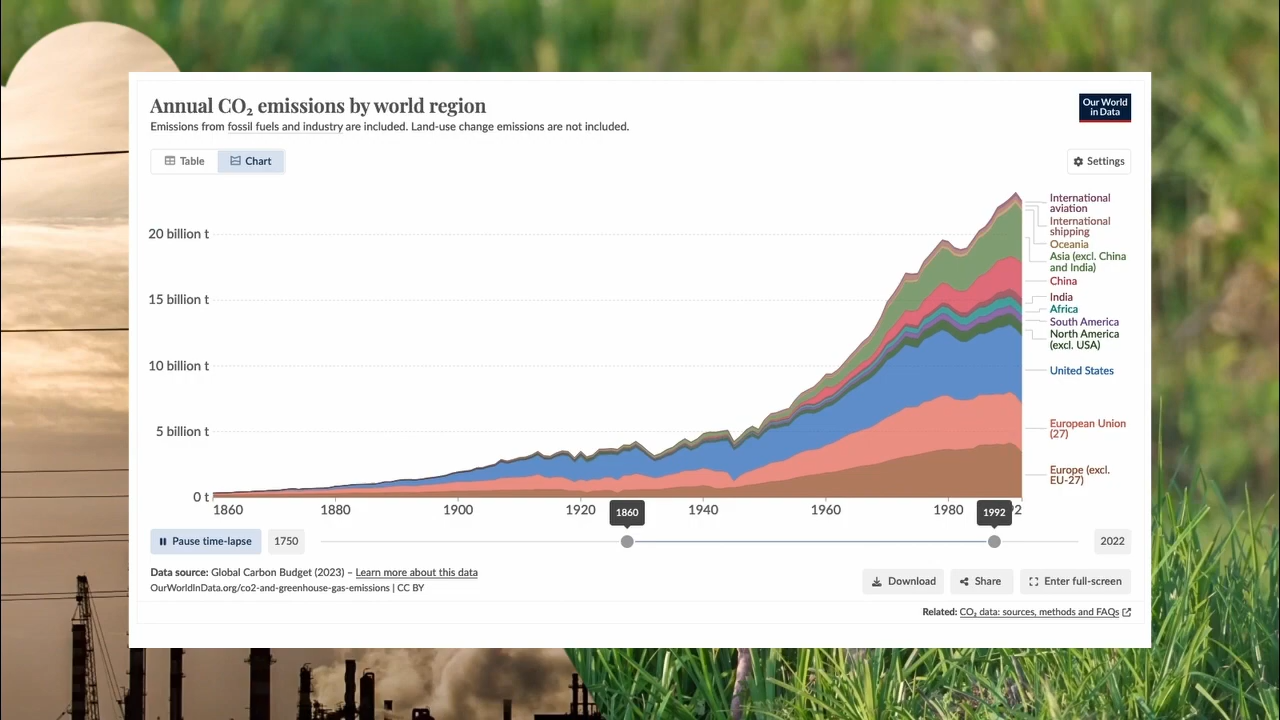 Annual CO₂ emissions by world region
Emissions from fossil fuels and industry are included. Land-use change emissions are not included.
Our World
in Data
Table
Chart
Settings
20 billion t
15 billion t
10 billion t
5 billion t
0 t
International
aviation
International
shipping
Oceania
Asia (excl. China
and India)
China
India
Africa
South America
North America
(excl. USA)
United States
European Union
(27)
Europe (excl.
EU-27)
1860
1880
1900
1920
1940
1960
1980
2
1860
1992
Pause time-lapse
1750
2022
Data source: Global Carbon Budget (2023) – Learn more about this data
OurWorldInData.org/co2-and-greenhouse-gas-emissions | CC BY
Download
Share
Enter full-screen
Related: CO₂ data: sources, methods and FAQs